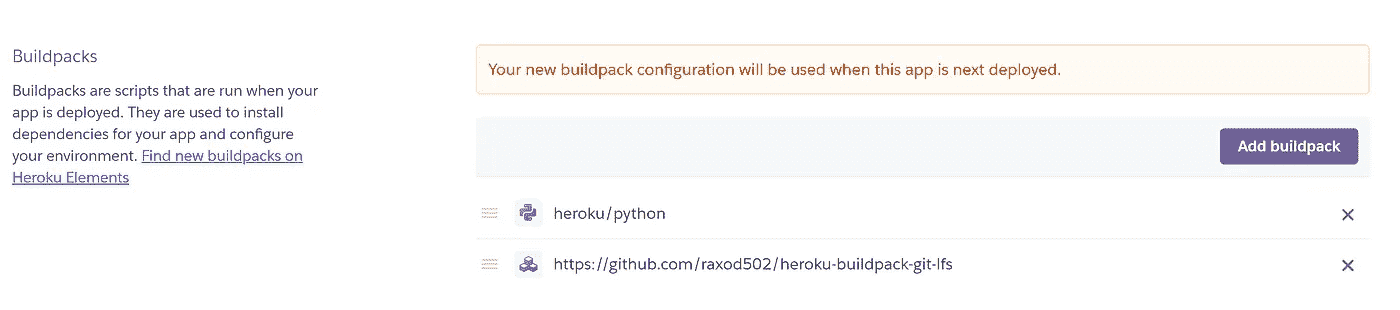 Buildpacks
Buildpacks are scripts that are run when your
app is deployed. They are used to install
dependencies for your app and configure
your environment. Find new buildpacks on
Heroku Elements
Your new buildpack configuration will be used when this app is next deployed.
Add buildpack
heroku/python
https://github.com/raxod502/heroku-buildpack-git-lfs